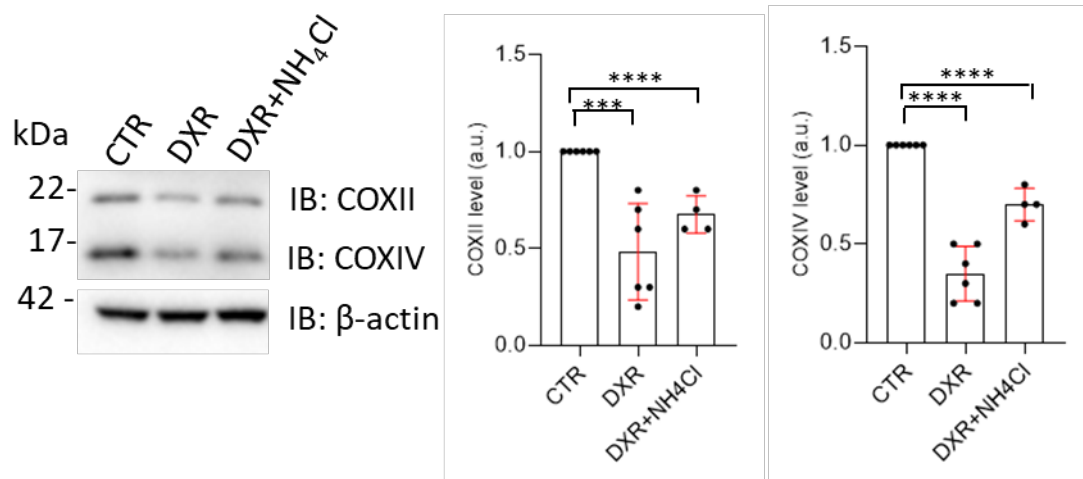 kDa
CTR
DXR
DXR+NH₄Cl
22-
IB: COXII
17-
IB: COXIV
42 -
IB: β-actin
COXII level (a.u.)
1.5
1.0
0.5
0.0
****
***
CTR
DXR
DXR+NH4Cl
COXIV level (a.u.)
1.5
1.0
0.5
0.0
****
****
CTR
DXR
DXR+NH4Cl